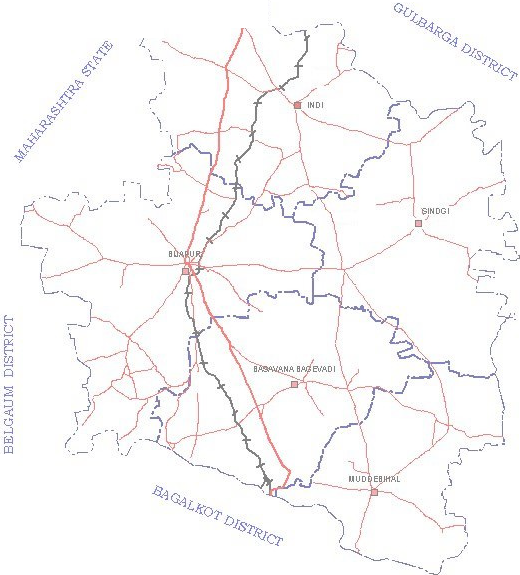 GULBARGA DISTRICT
MAHARASHTRA STATE
INDI
SINDGI
BIJAPUR
BELGAUM DISTRICT
BASAVANA BAGEVADI
MUDDEBIHAL
BAGALKOT DISTRICT